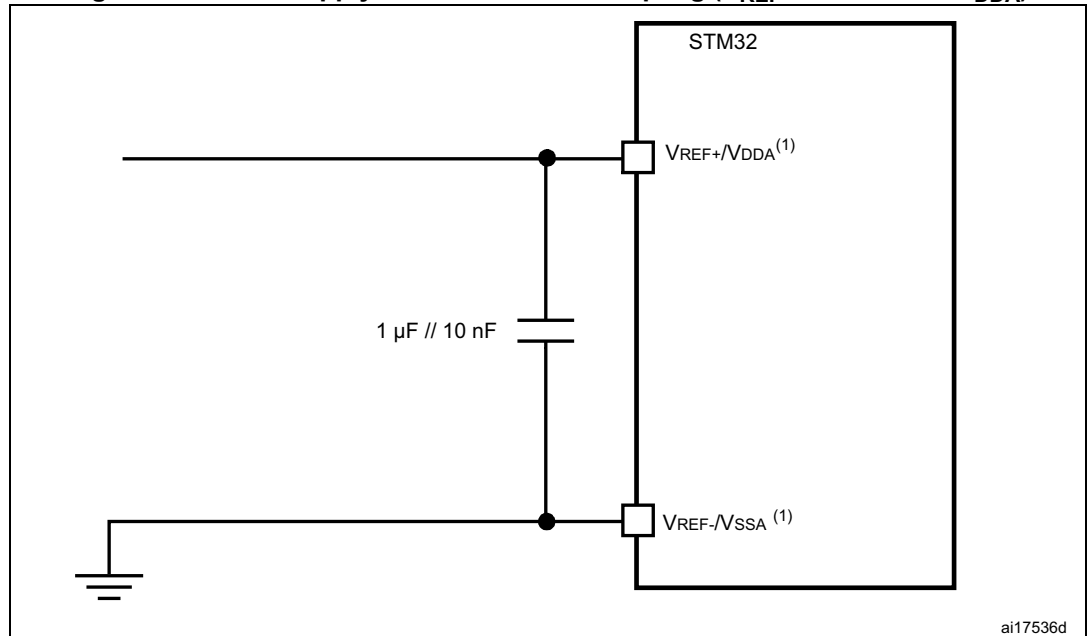 STM32
VREF+/VDDA(1)
1 µF // 10 nF
VREF-/VSSA (1)
ai17536d